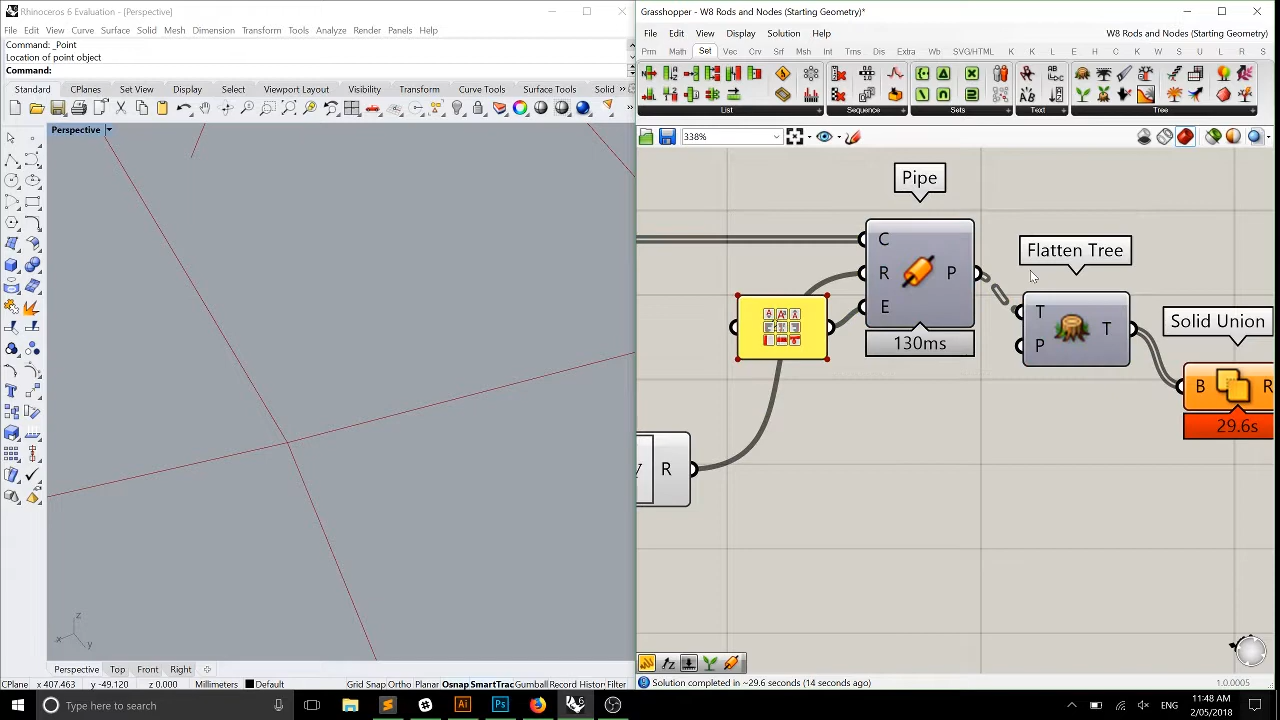 Rhinoceros 6 Evaluation - [Perspective]
File Edit View Curve Surface Solid Mesh Dimension Transform Tools Analyze Render Panels Help
Command: _Point
Location of point object
Command:
Standard CPlanes Set View Display Select Viewport Layout Visibility Transform Curve Tools Surface Tools Solid
Perspective
z
x
y
Perspective Top Front Right
CPlane x 407.463 y -49.120 z 0.000 Millimeters Default Grid Snap Ortho Planar Osnap SmartTrac Gumball Record History Filter
Grasshopper - W8 Rods and Nodes (Starting Geometry)*
File Edit View Display Solution Help W8 Rods and Nodes (Starting Geometry)*
Prm Math Set Vec Crv Srf Msh Int Trns Dis Extra Wb SVG/HTML K K L E H C M K N K W S L U L R
List Sequence Sets Text Tree
338%
Pipe
C
R P
E
130ms
Flatten Tree
T
P T
Solid Union
B R
29.6s
R
Solution completed in ~29.6 seconds (14 seconds ago)
1.0.0005
Type here to search
ENG
11:48 AM
2/05/2018